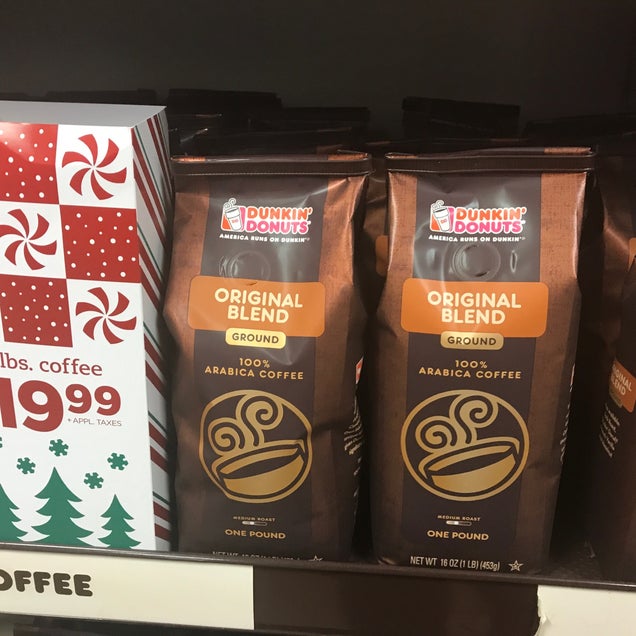 lbs. coffee
19.99
+APPL. TAXES
OFFEE
DUNKIN'
DONUTS
AMERICA RUNS ON DUNKIN'™
ORIGINAL
BLEND
GROUND
100%
ARABICA COFFEE
MEDIUM ROAST
ONE POUND
DUNKIN'
DONUTS
AMERICA RUNS ON DUNKIN'™
ORIGINAL
BLEND
GROUND
100%
ARABICA COFFEE
MEDIUM ROAST
ONE POUND
NET WT 16 OZ (1 LB) (453g)